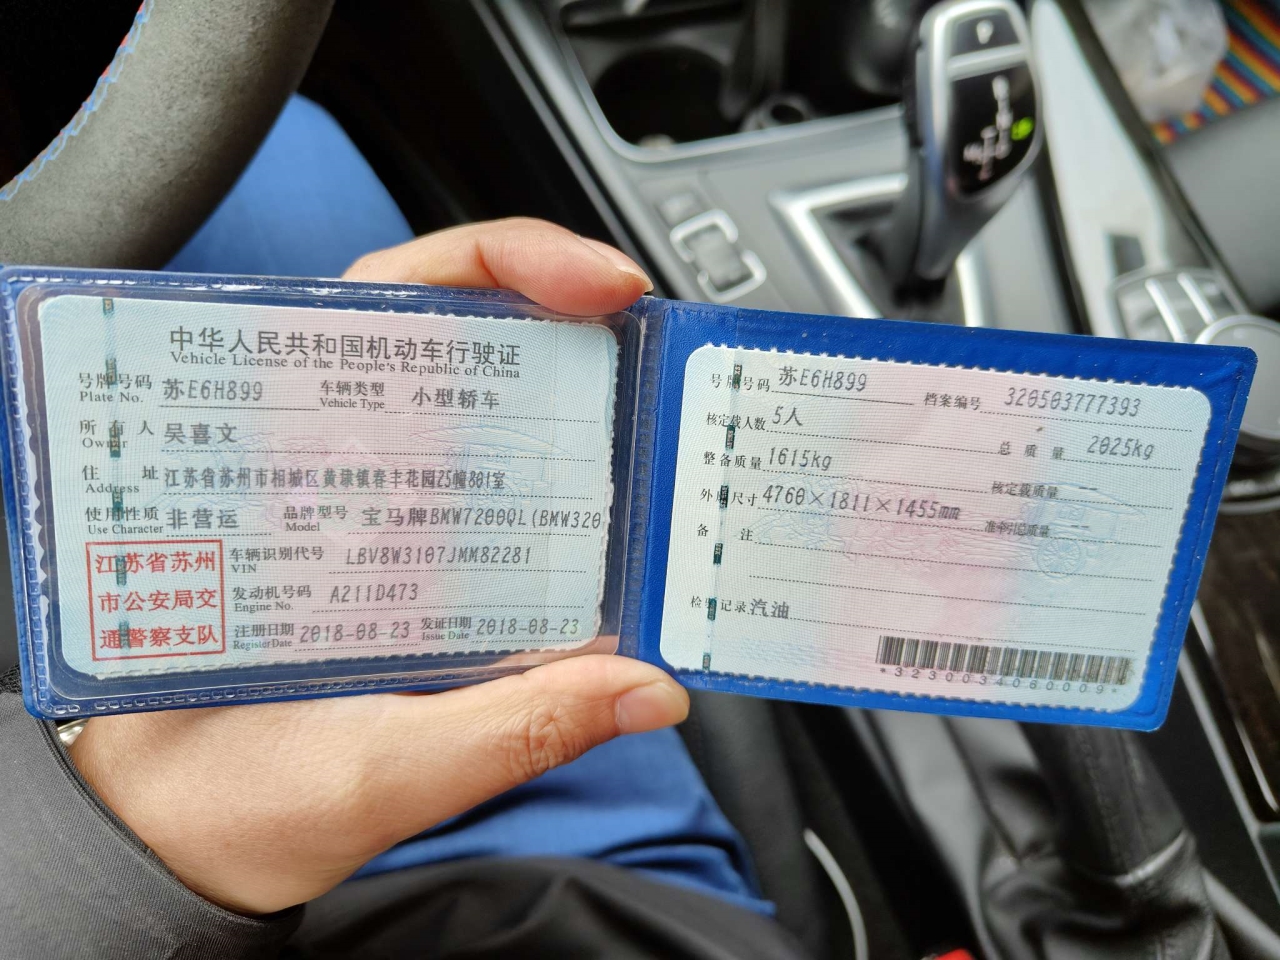 中华人民共和国机动车行驶证
Vehicle License of the People's Republic of China
号牌号码 苏E6H899 车辆类型 小型轿车
Plate No. Vehicle Type
所有人 吴喜文
Owner
住址 江苏省苏州市相城区黄埭镇春丰花园25幢801室
Address
使用性质 非营运 品牌型号 宝马牌BMW7200QL(BMW320
Use Character Model
江苏省苏州
市公安局交
通警察支队
车辆识别代号 LBV8W3107JMM82281
VIN
发动机号码 A211D473
Engine No.
注册日期 2018-08-23 发证日期 2018-08-23
Register Date Issue Date
号牌号码 苏E6H899 档案编号 320503777393
核定载人数 5人 总质量 2025kg
整备质量 1615kg 核定载质量 --
外廓尺寸 4760×1811×1455mm 准牵引总质量 --
备注
检验记录 汽油
*3230034080009*